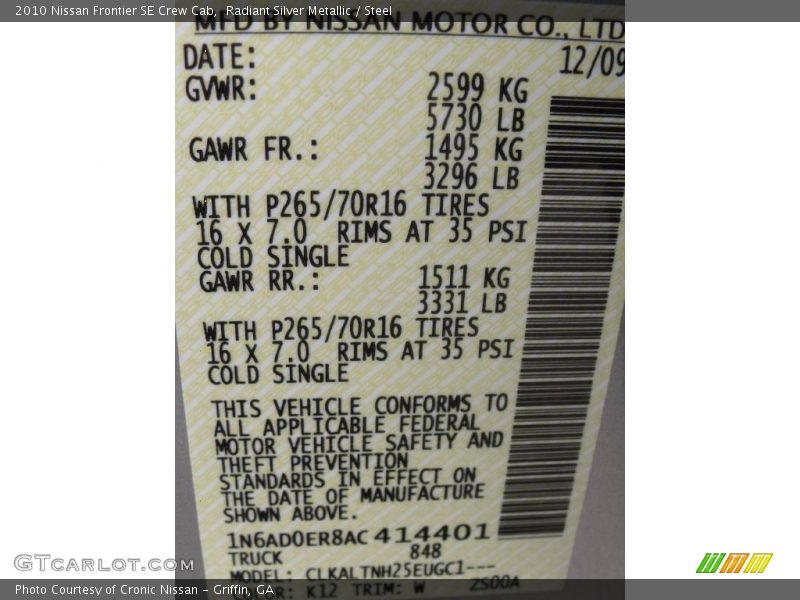 2010 Nissan Frontier SE Crew Cab, Radiant Silver Metallic / Steel
MFD BY NISSAN MOTOR CO., LTD
DATE: 12/09
GVWR: 2599 KG
5730 LB
GAWR FR.: 1495 KG
3296 LB
WITH P265/70R16 TIRES
16 X 7.0 RIMS AT 35 PSI
COLD SINGLE
GAWR RR.: 1511 KG
3331 LB
WITH P265/70R16 TIRES
16 X 7.0 RIMS AT 35 PSI
COLD SINGLE
THIS VEHICLE CONFORMS TO
ALL APPLICABLE FEDERAL
MOTOR VEHICLE SAFETY AND
THEFT PREVENTION
STANDARDS IN EFFECT ON
THE DATE OF MANUFACTURE
SHOWN ABOVE.
1N6AD0ER8AC414401
TRUCK 848
MODEL: CLKALTNH25EUGC1---
COLOR: K12 TRIM: W ZS00A
GTCarLot.com
Photo Courtesy of Cronic Nissan – Griffin, GA